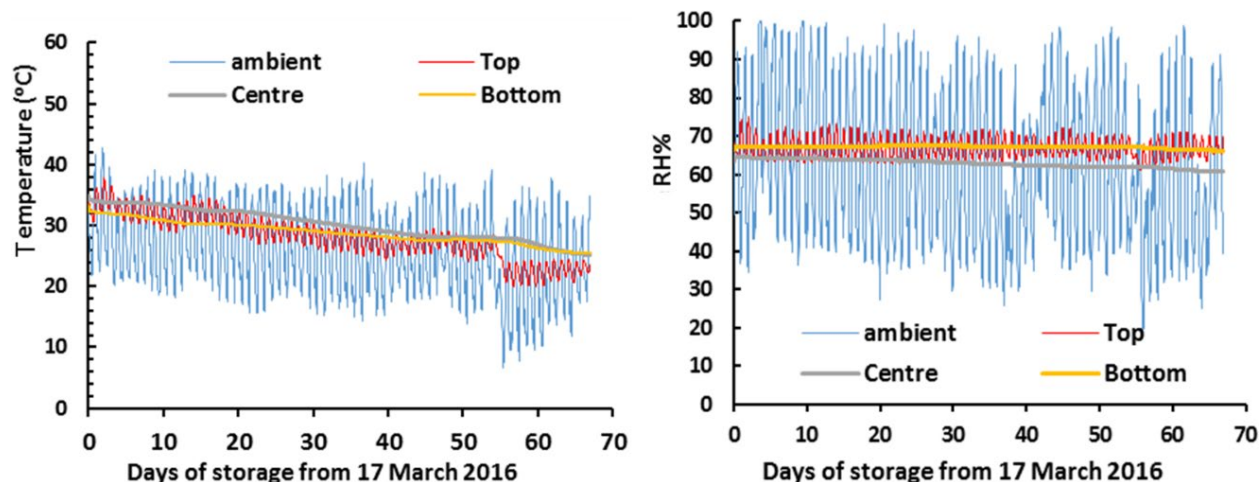 60
50
40
30
20
10
0
Temperature (°C)
ambient Top
Centre Bottom
0 10 20 30 40 50 60 70
Days of storage from 17 March 2016
100
90
80
70
60
50
40
30
20
10
0
RH%
ambient Top
Centre Bottom
0 10 20 30 40 50 60 70
Days of storage from 17 March 2016